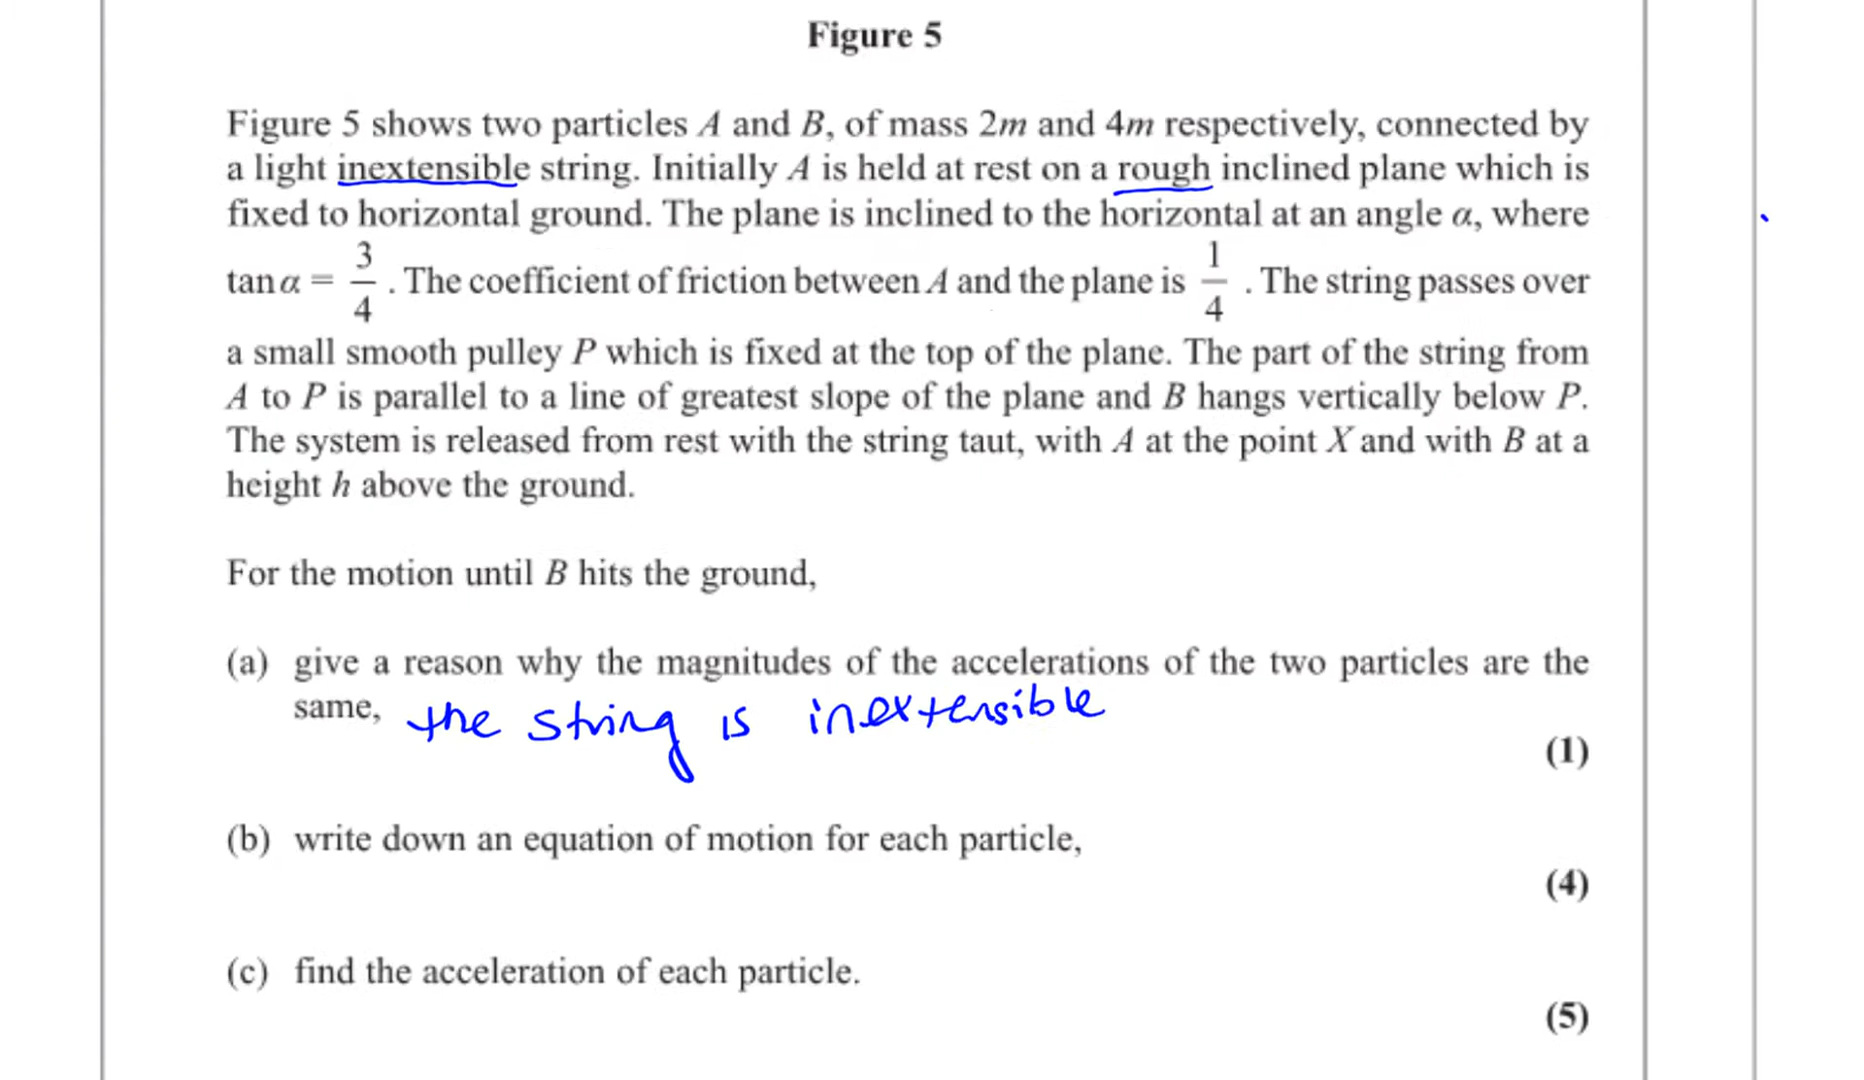 Figure 5
Figure 5 shows two particles A and B, of mass 2m and 4m respectively, connected by
a light inextensible string. Initially A is held at rest on a rough inclined plane which is
fixed to horizontal ground. The plane is inclined to the horizontal at an angle α, where
tan α = 3/4 . The coefficient of friction between A and the plane is 1/4 . The string passes over
a small smooth pulley P which is fixed at the top of the plane. The part of the string from
A to P is parallel to a line of greatest slope of the plane and B hangs vertically below P.
The system is released from rest with the string taut, with A at the point X and with B at a
height h above the ground.
For the motion until B hits the ground,
(a) give a reason why the magnitudes of the accelerations of the two particles are the
same, the string is inextensible
(1)
(b) write down an equation of motion for each particle,
(4)
(c) find the acceleration of each particle.
(5)